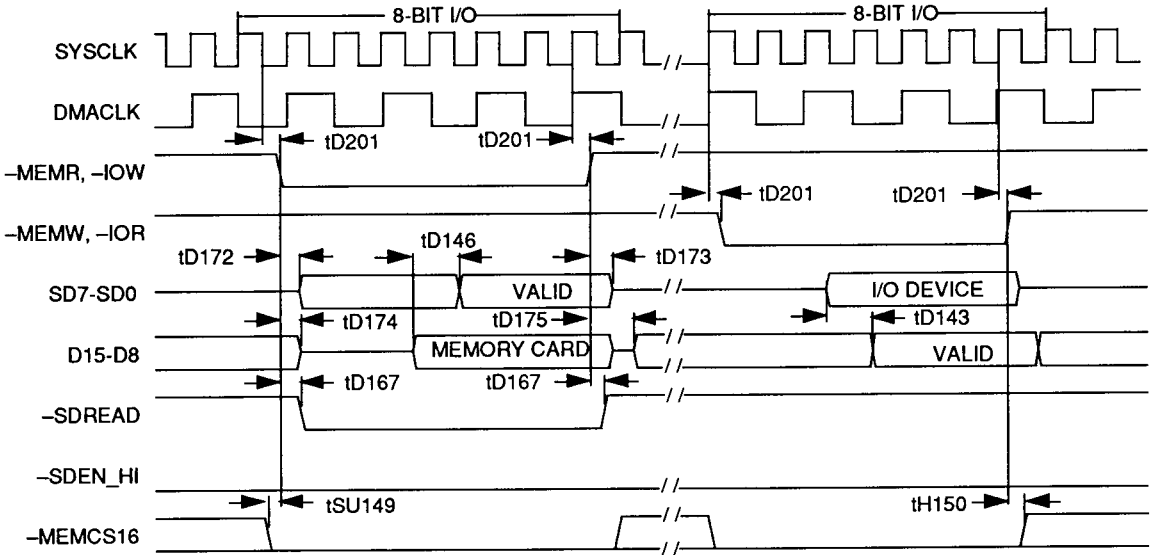 8-BIT I/O 8-BIT I/O
SYSCLK
DMACLK
tD201 tD201
–MEMR, –IOW
tD201 tD201
–MEMW, –IOR
tD146
tD172 tD173
SD7-SD0 VALID I/O DEVICE
tD174 tD175 tD143
D15-D8 MEMORY CARD VALID
tD167 tD167
–SDREAD
–SDEN_HI
tSU149 tH150
–MEMCS16